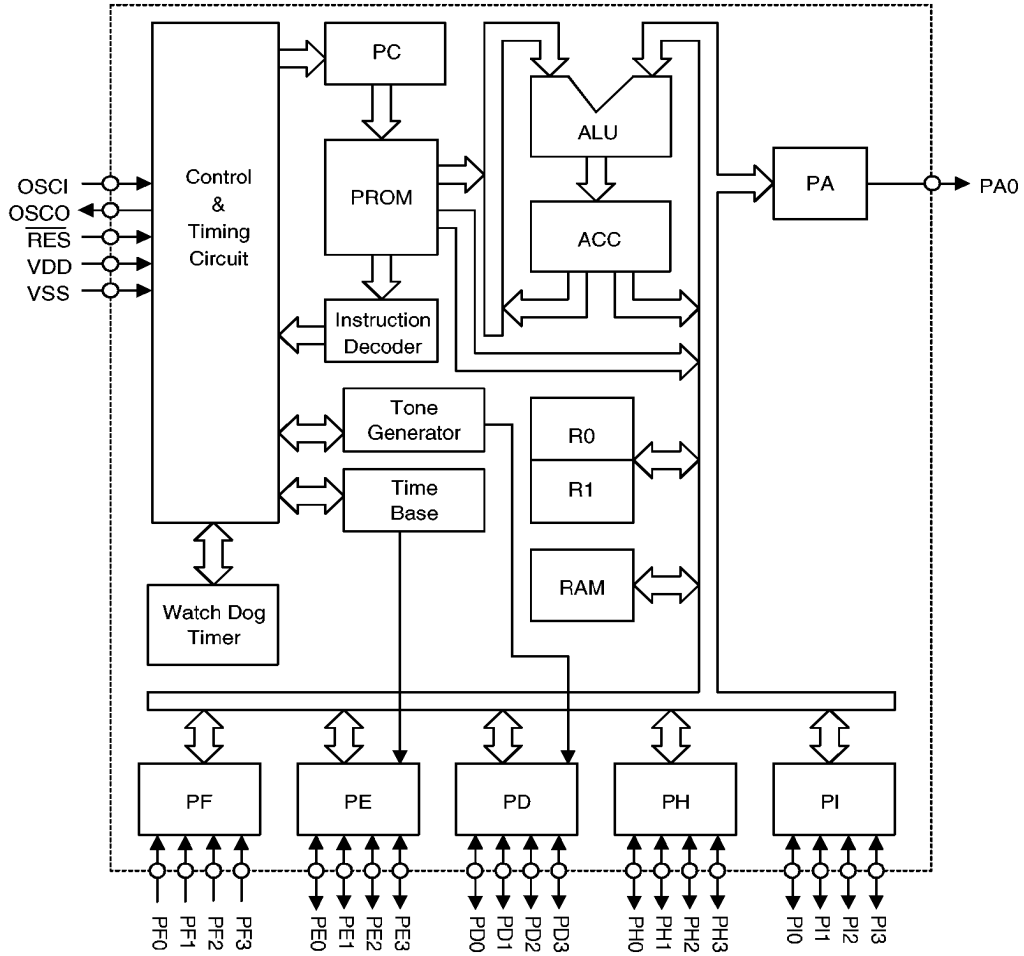 PC
ALU
Control
&
Timing
Circuit
PROM
PA
OSCI
OSCO
RES
VDD
VSS
PA0
ACC
Instruction
Decoder
Tone
Generator
R0
R1
Time
Base
RAM
Watch Dog
Timer
PF
PE
PD
PH
PI
PF0
PF1
PF2
PF3
PE0
PE1
PE2
PE3
PD0
PD1
PD2
PD3
PH0
PH1
PH2
PH3
PI0
PI1
PI2
PI3